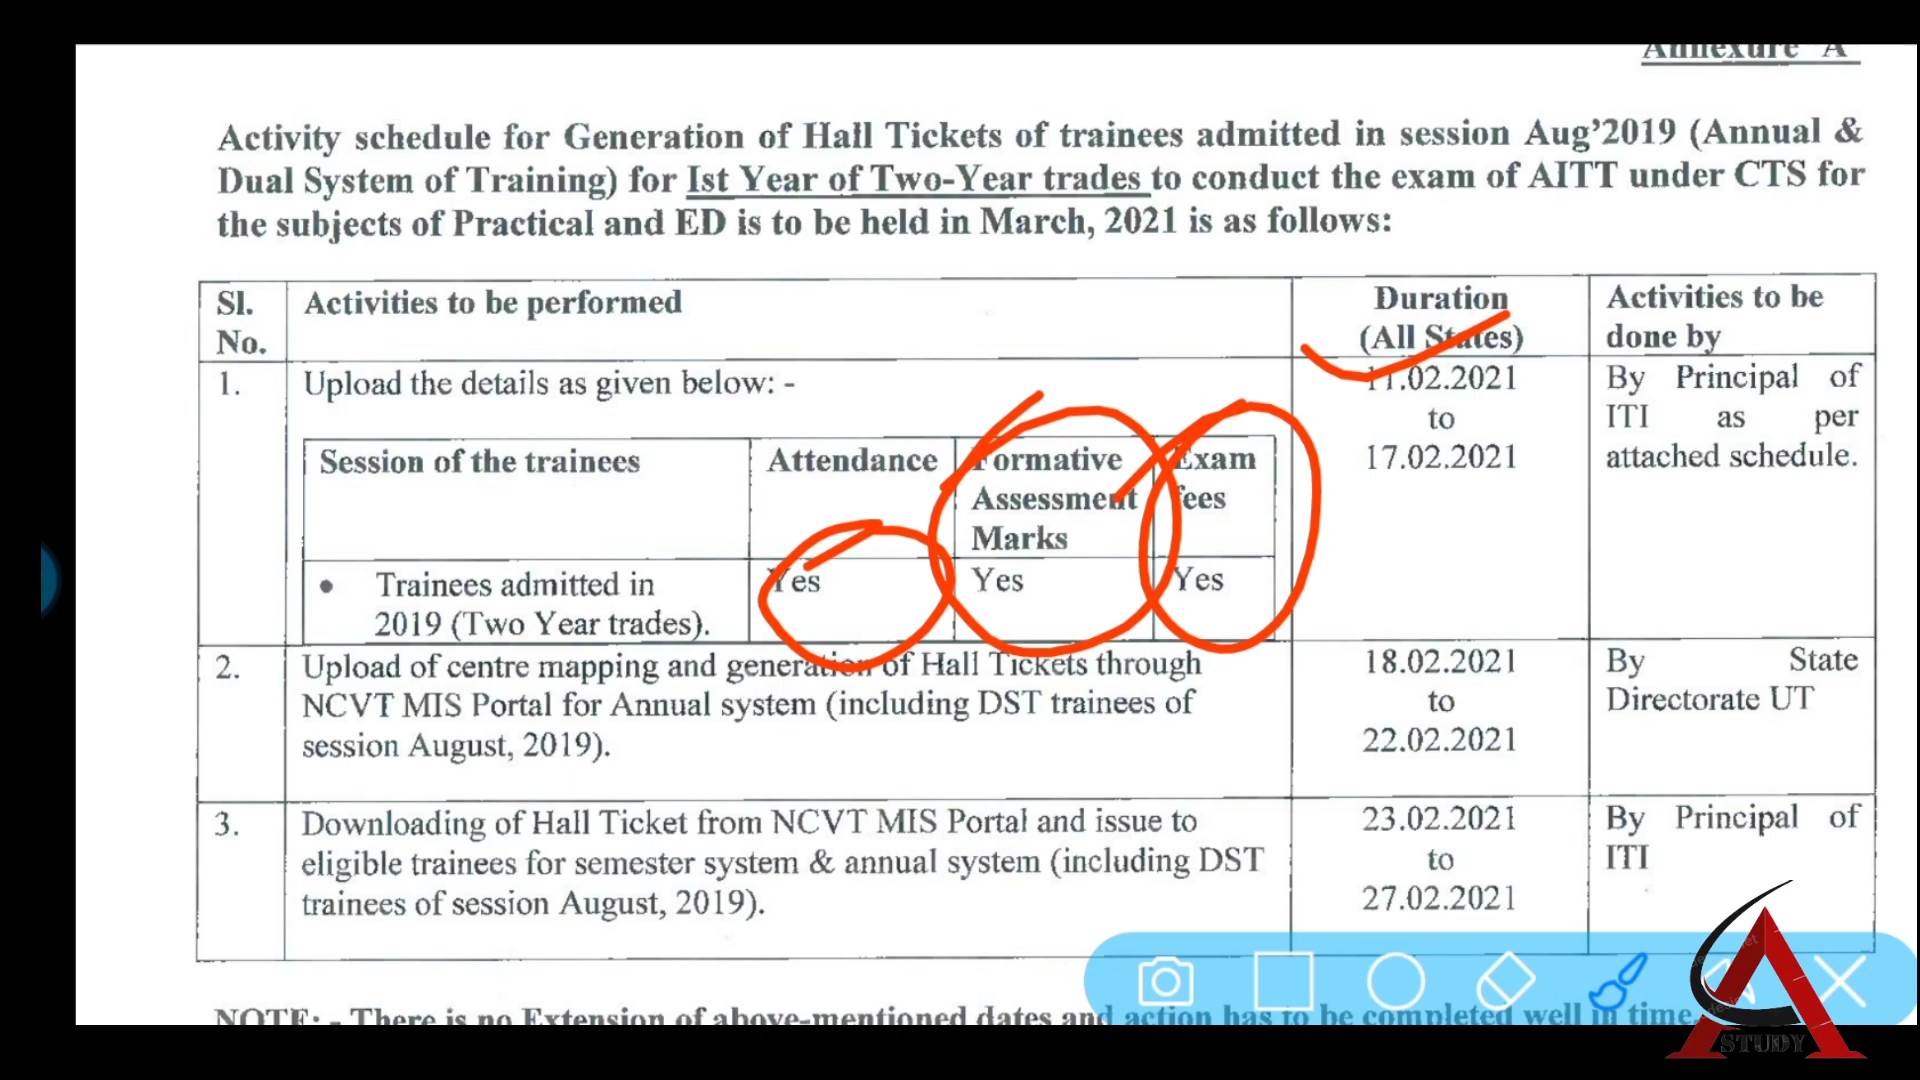 Annexure 'A'
Activity schedule for Generation of Hall Tickets of trainees admitted in session Aug’2019 (Annual &
Dual System of Training) for Ist Year of Two-Year trades to conduct the exam of AITT under CTS for
the subjects of Practical and ED is to be held in March, 2021 is as follows:
Sl. No.
Activities to be performed
Duration
(All States)
Activities to be
done by
1.
Upload the details as given below: -
Session of the trainees
Attendance
Formative
Assessment
Marks
Exam
fees
• Trainees admitted in
2019 (Two Year trades).
Yes
Yes
Yes
11.02.2021
to
17.02.2021
By Principal of
ITI as per
attached schedule.
2.
Upload of centre mapping and generation of Hall Tickets through
NCVT MIS Portal for Annual system (including DST trainees of
session August, 2019).
18.02.2021
to
22.02.2021
By State
Directorate UT
3.
Downloading of Hall Ticket from NCVT MIS Portal and issue to
eligible trainees for semester system & annual system (including DST
trainees of session August, 2019).
23.02.2021
to
27.02.2021
By Principal of
ITI
NOTE: - There is no Extension of above-mentioned dates and action has to be completed well in time.
STUDY